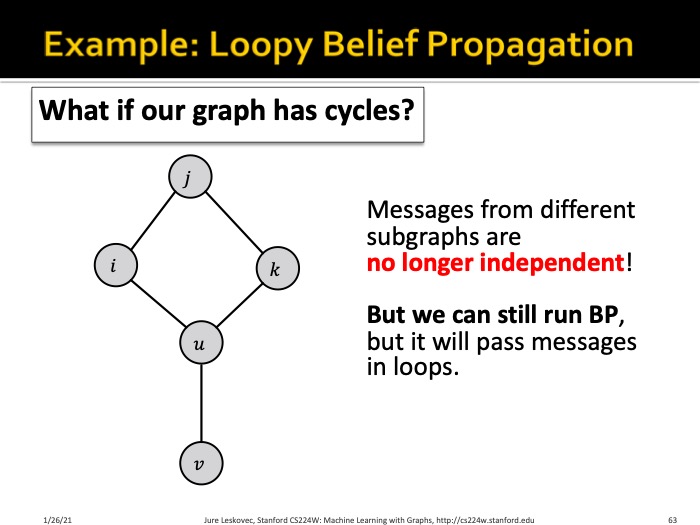 Example: Loopy Belief Propagation
What if our graph has cycles?
j
i
k
u
v
Messages from different
subgraphs are
no longer independent!
But we can still run BP,
but it will pass messages
in loops.
1/26/21
Jure Leskovec, Stanford CS224W: Machine Learning with Graphs, http://cs224w.stanford.edu
63